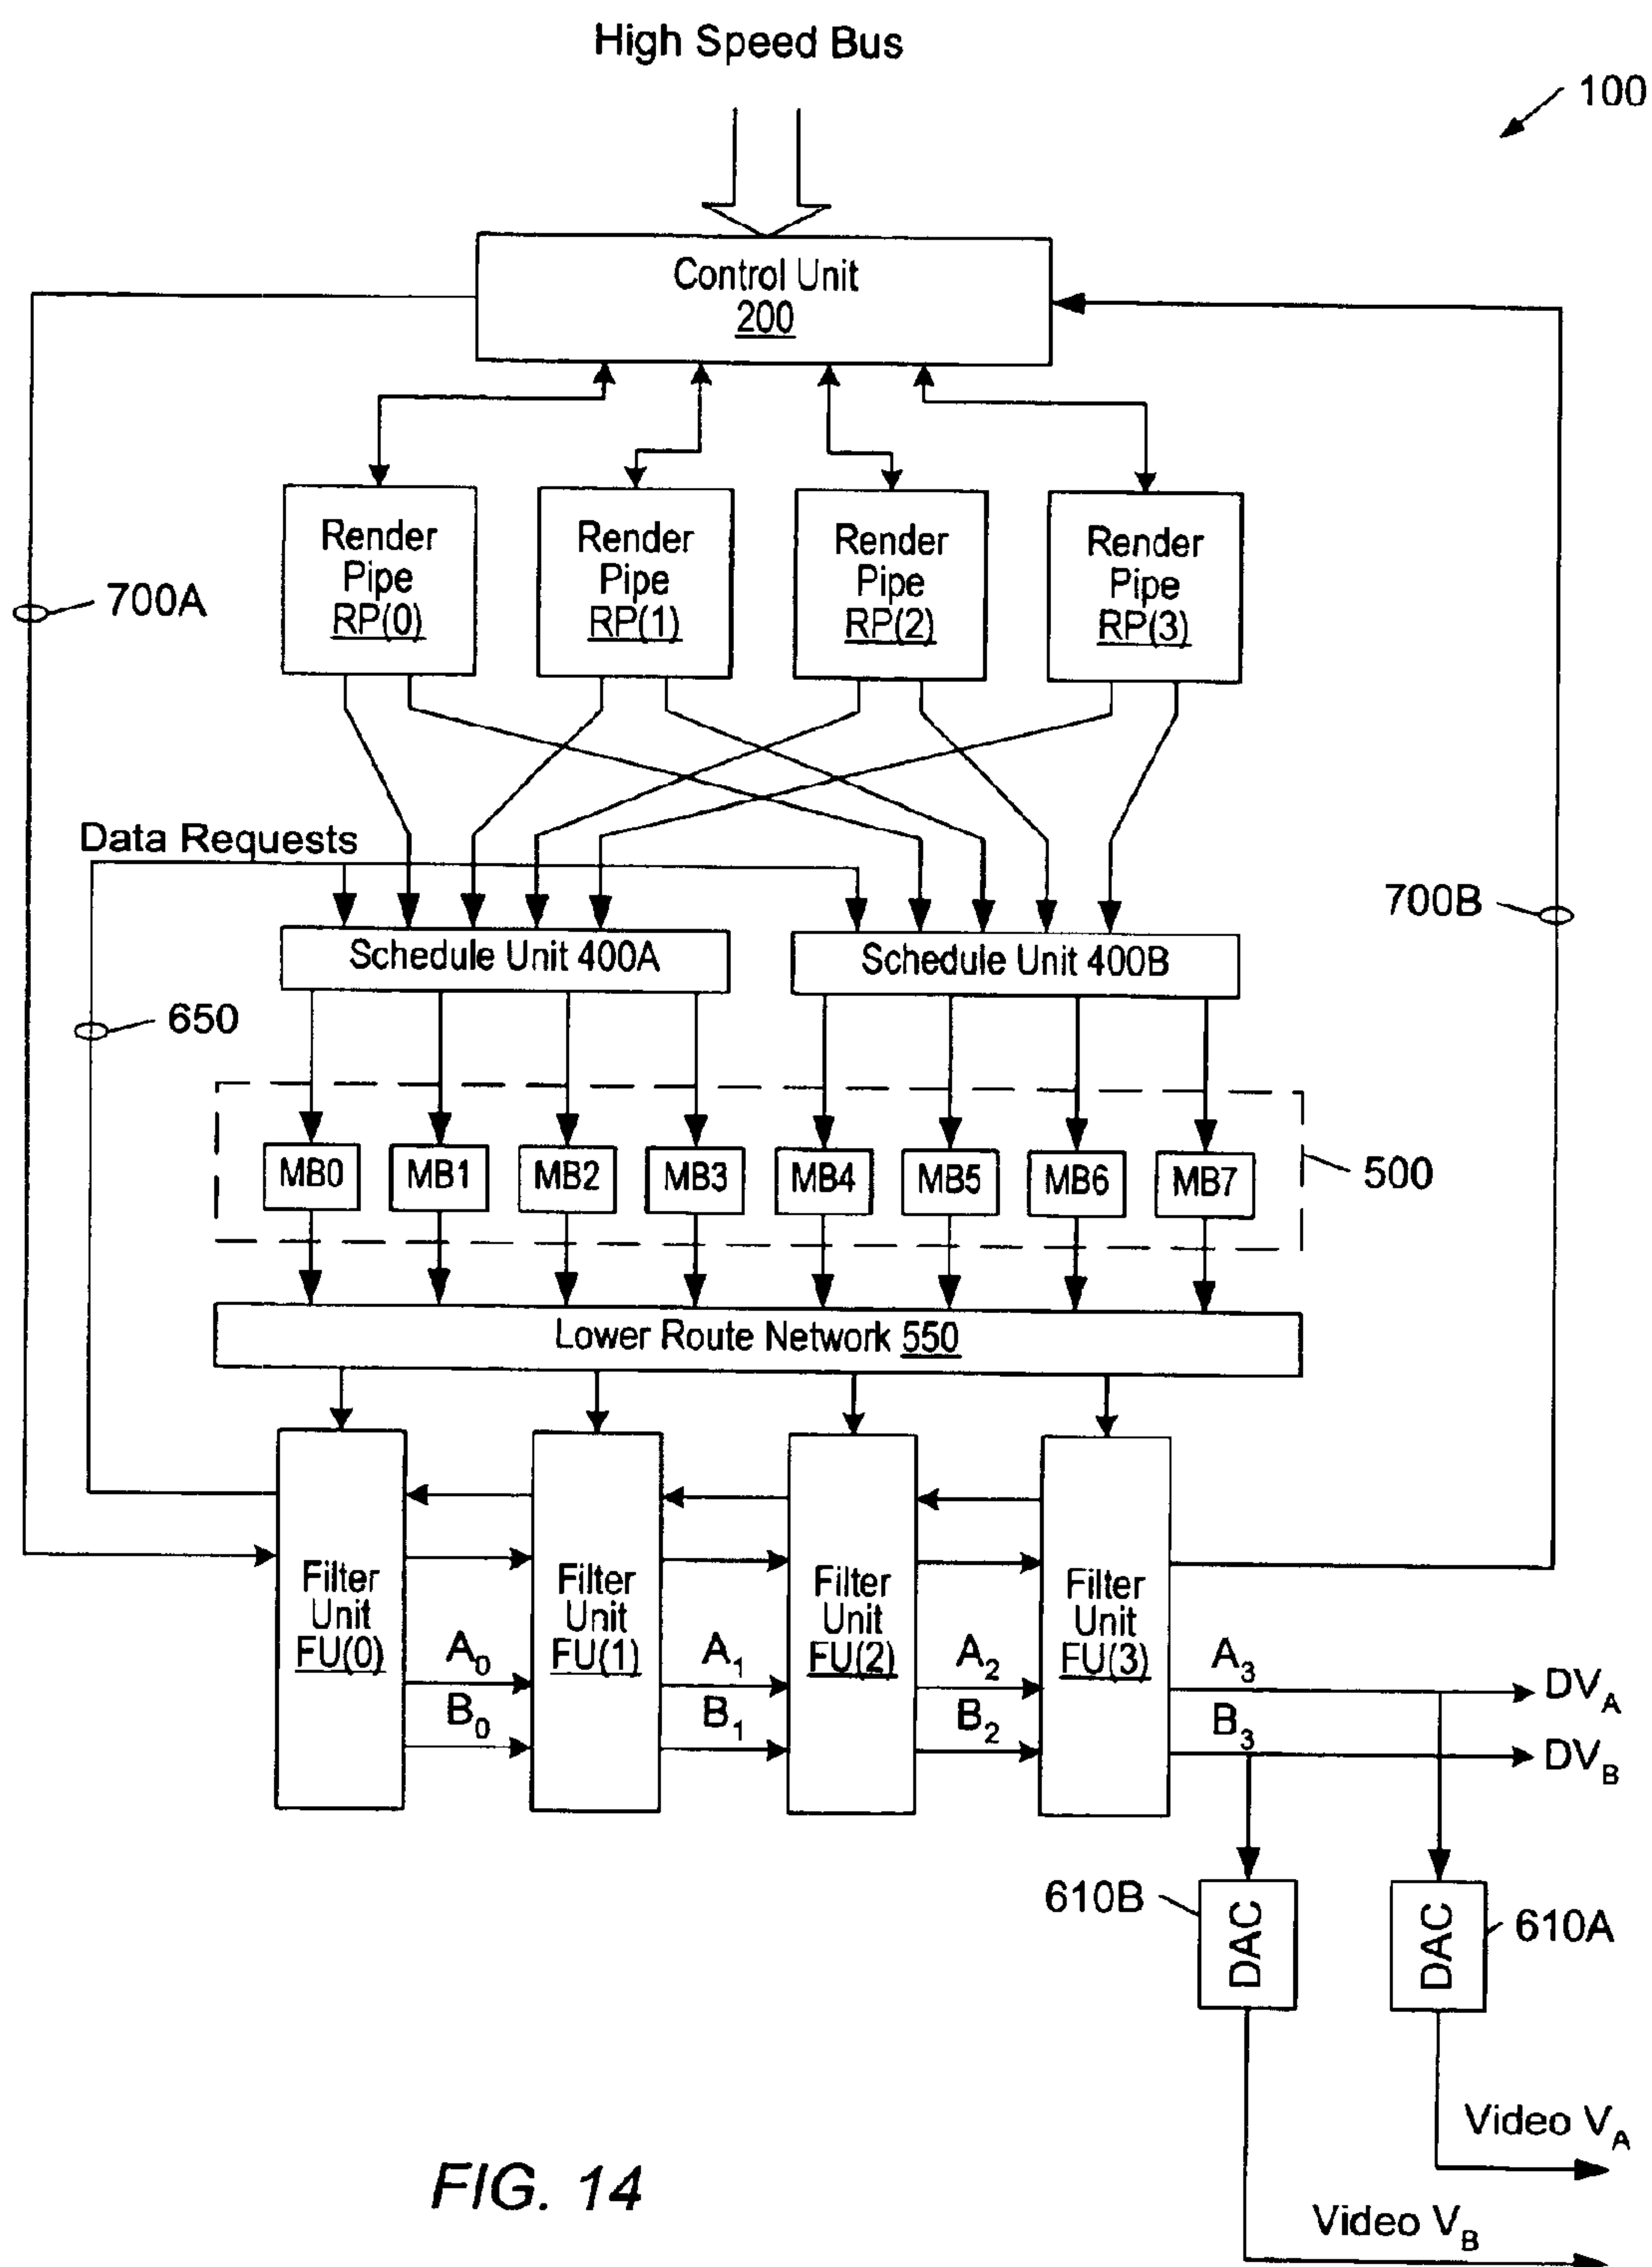 High Speed Bus
100
Control Unit
200
Render
Pipe
RP(0)
Render
Pipe
RP(1)
Render
Pipe
RP(2)
Render
Pipe
RP(3)
700A
Data Requests
700B
Schedule Unit 400A
Schedule Unit 400B
650
MB0
MB1
MB2
MB3
MB4
MB5
MB6
MB7
500
Lower Route Network 550
Filter
Unit
FU(0)
Filter
Unit
FU(1)
Filter
Unit
FU(2)
Filter
Unit
FU(3)
A0
B0
A1
B1
A2
B2
A3
B3
DVA
DVB
610B
DAC
DAC
610A
Video VA
Video VB
FIG. 14